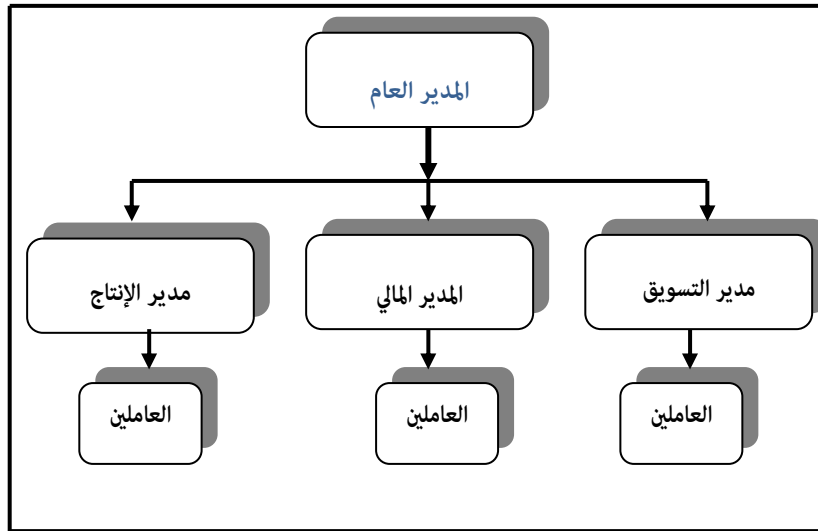 المدير العام
مدير التسويق
المدير المالي
مدير الإنتاج
العاملين
العاملين
العاملين